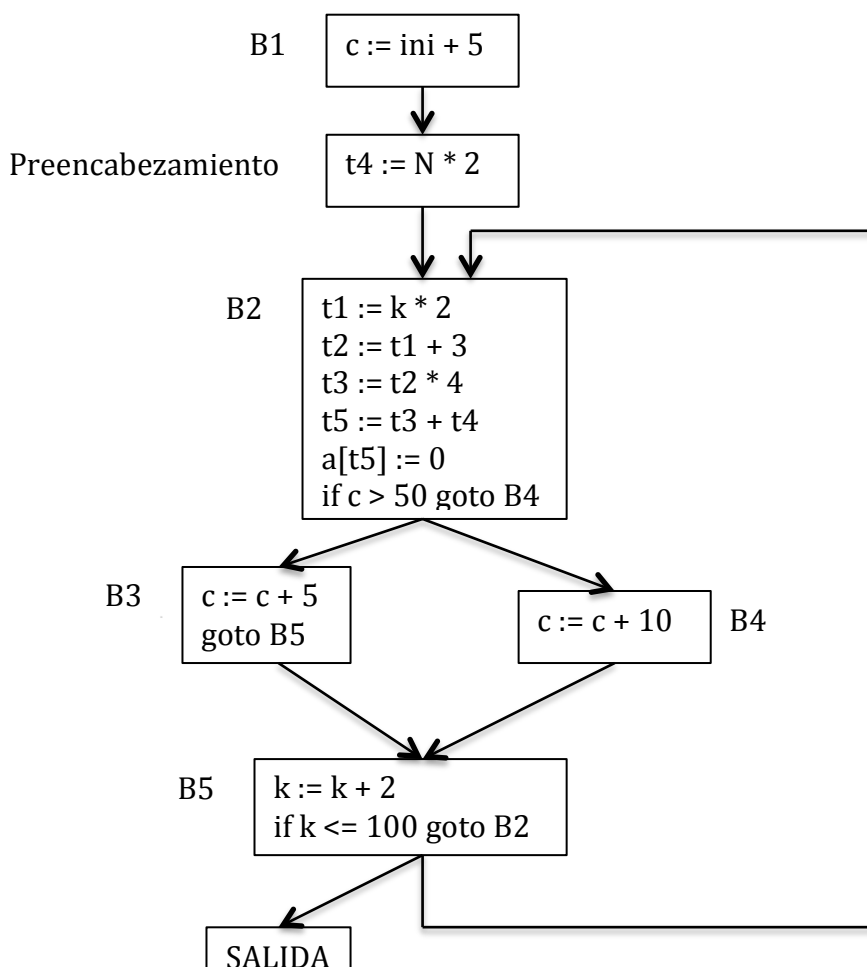 B1
c := ini + 5
Preencabezamiento
t4 := N * 2
B2
t1 := k * 2
t2 := t1 + 3
t3 := t2 * 4
t5 := t3 + t4
a[t5] := 0
if c > 50 goto B4
B3
c := c + 5
goto B5
c := c + 10
B4
B5
k := k + 2
if k <= 100 goto B2
SALIDA